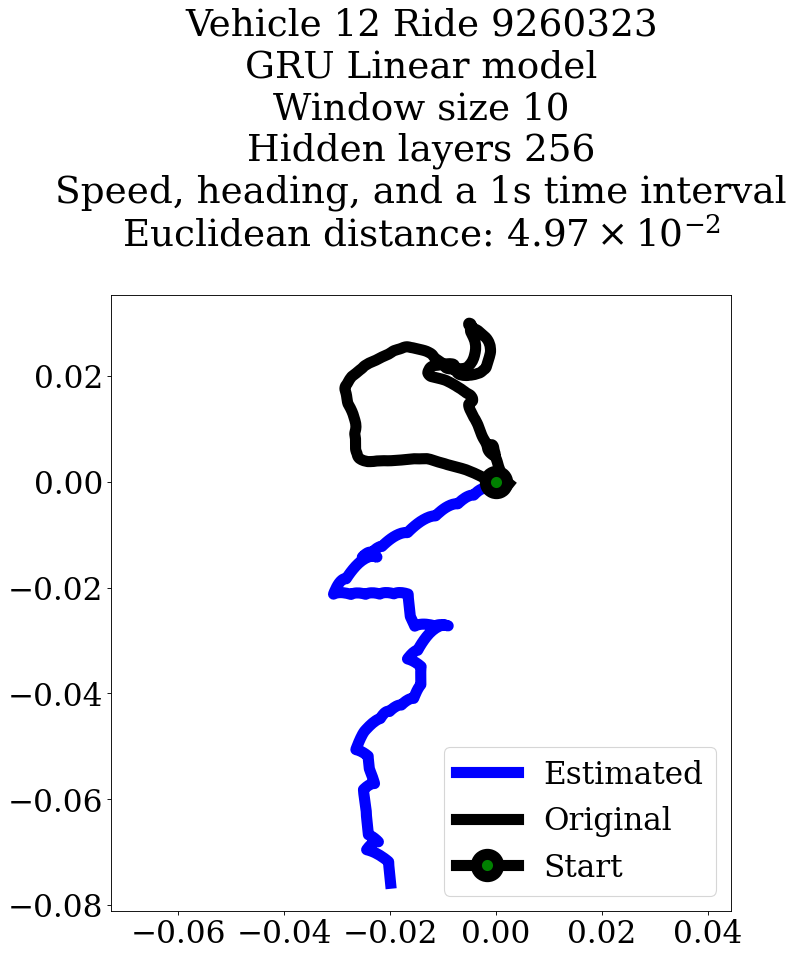 Vehicle 12 Ride 9260323
GRU Linear model
Window size 10
Hidden layers 256
Speed, heading, and a 1s time interval
Euclidean distance: 4.97 × 10⁻²
0.02
0.00
−0.02
−0.04
−0.06
−0.08
Estimated
Original
Start
−0.06 −0.04 −0.02 0.00 0.02 0.04